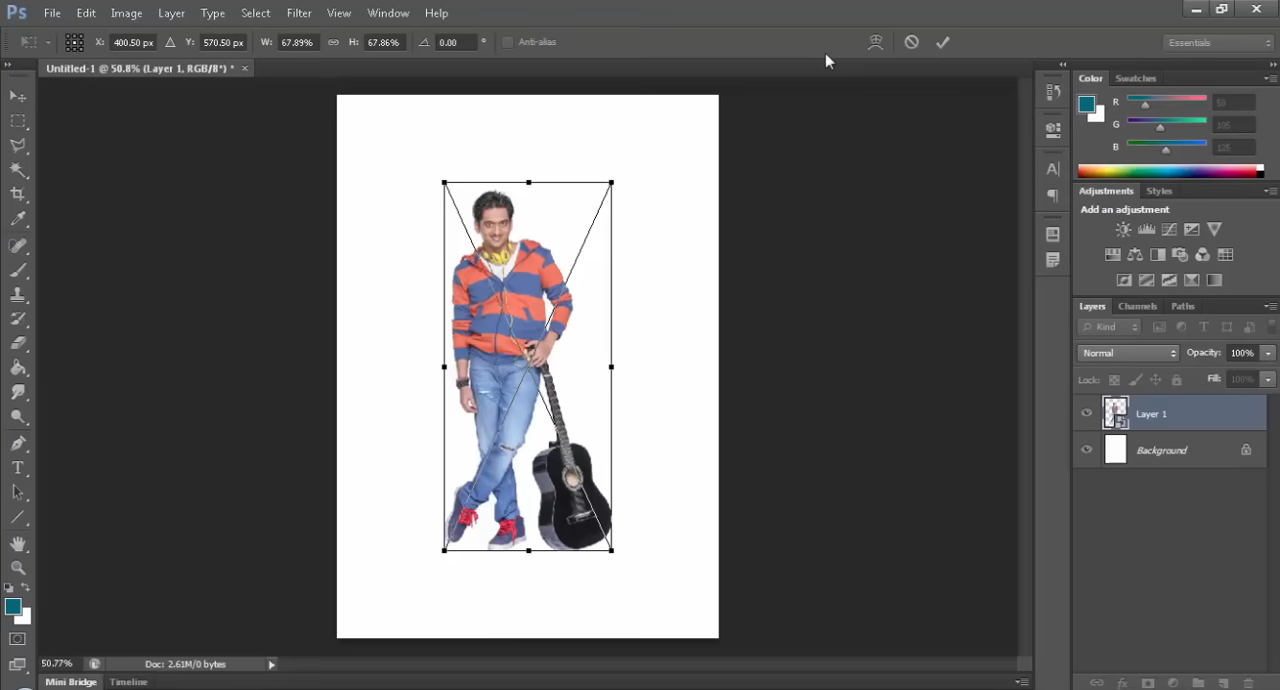 Ps File Edit Image Layer Type Select Filter View Window Help
X: 400.50 px Y: 570.50 px W: 67.89% H: 67.86% 0.00 ° Anti-alias Essentials
Untitled-1 @ 50.8% (Layer 1, RGB/8*) * ×
Color Swatches
R 50
G 105
B 125
Adjustments Styles
Add an adjustment
Layers Channels Paths
Kind
Normal Opacity: 100%
Lock: Fill: 100%
Layer 1
Background
50.77% Doc: 2.61M/0 bytes
Mini Bridge Timeline